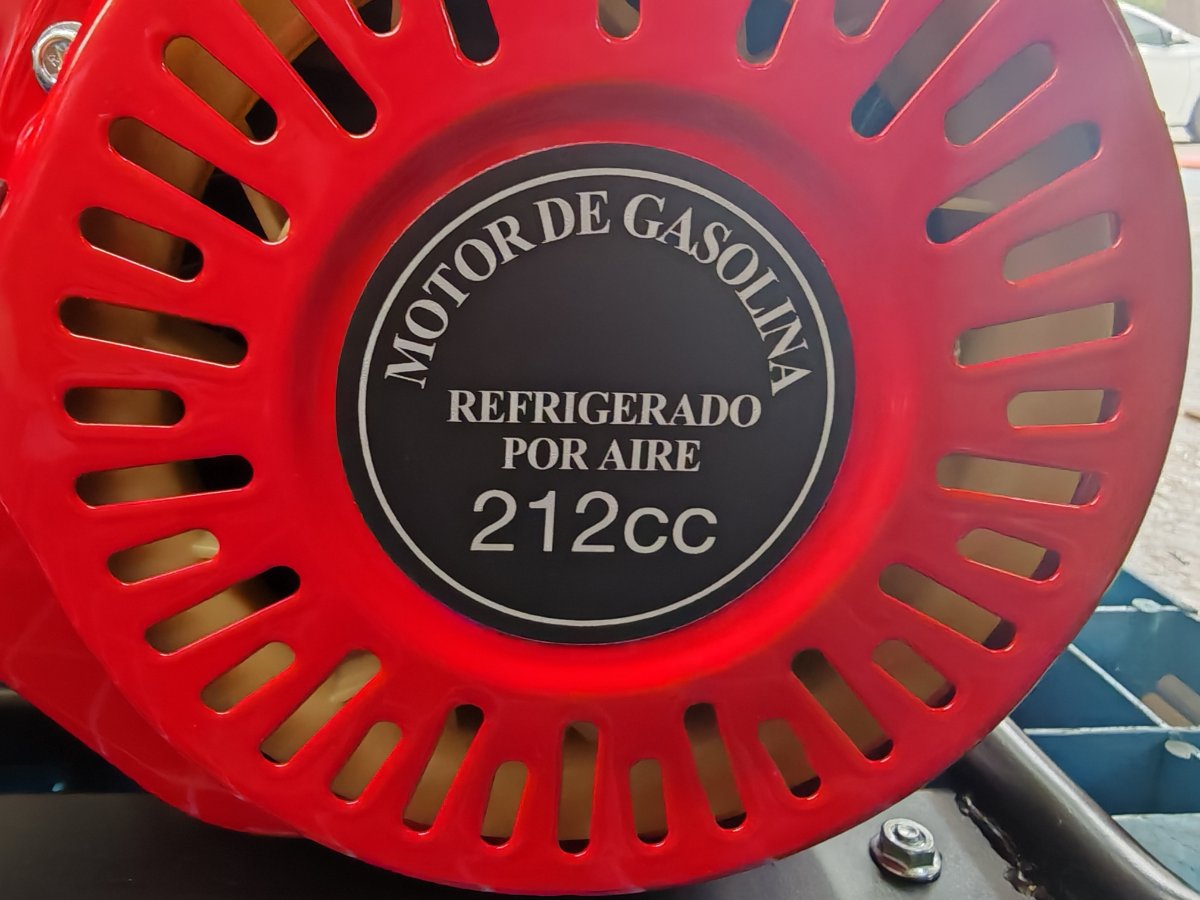 MOTOR DE GASOLINA
REFRIGERADO
POR AIRE
212cc